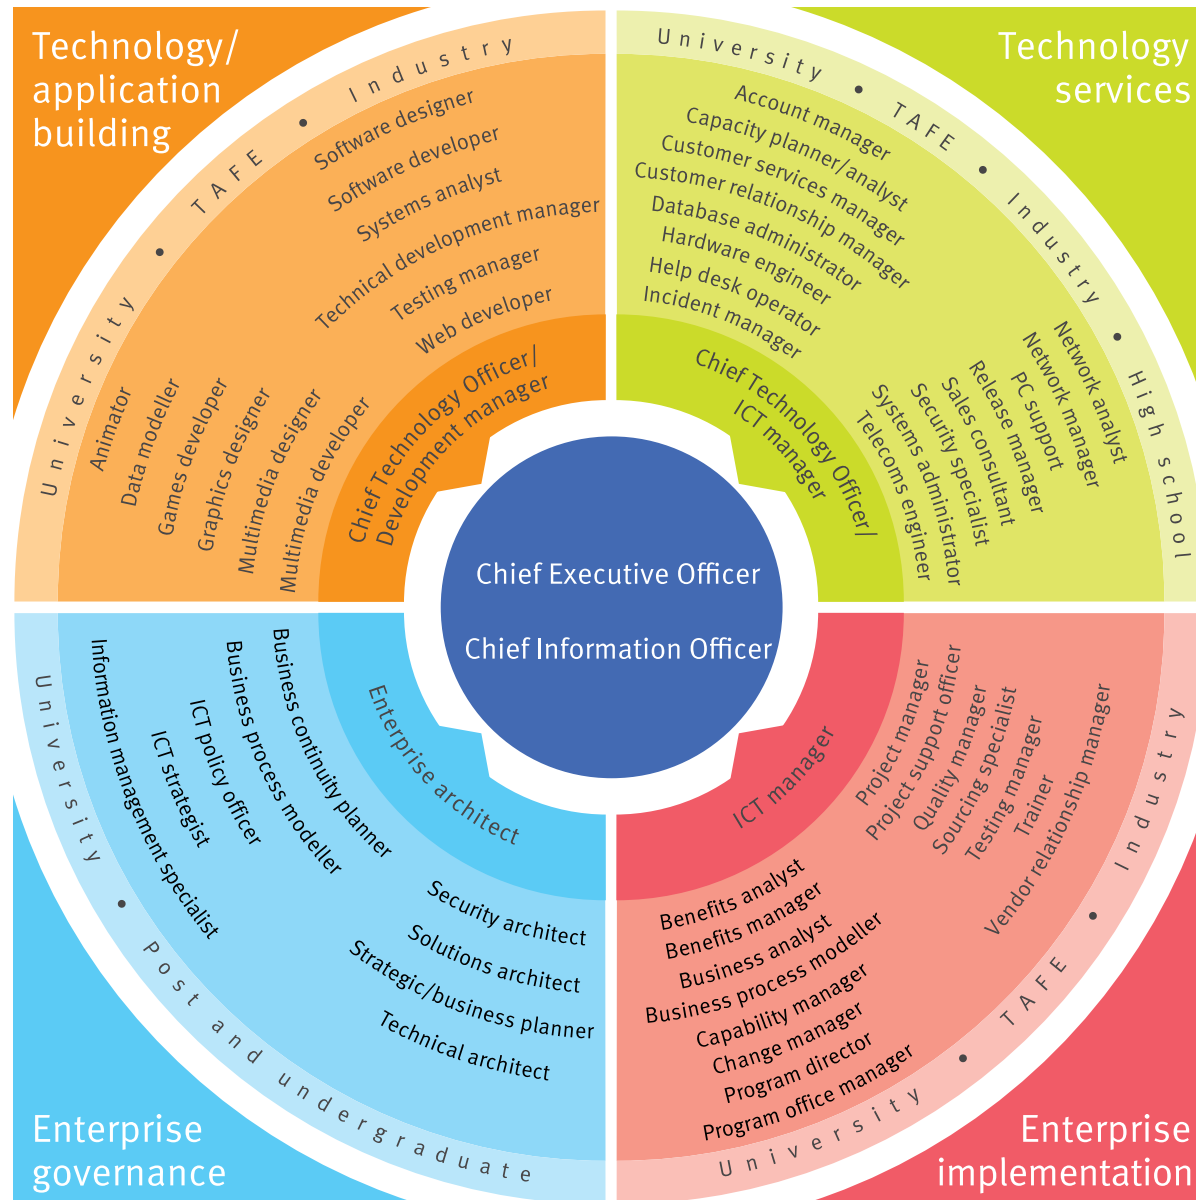 Technology/
application
building
University • TAFE • Industry
Software designer
Software developer
Systems analyst
Technical development manager
Testing manager
Web developer
Animator
Data modeller
Games developer
Graphics designer
Multimedia designer
Multimedia developer
Chief Technology Officer/
Development manager
Technology
services
University • TAFE • Industry • High school
Account manager
Capacity planner/analyst
Customer services manager
Customer relationship manager
Database administrator
Hardware engineer
Help desk operator
Incident manager
Network analyst
Network manager
PC support
Release manager
Sales consultant
Security specialist
Systems administrator
Telecoms engineer
Chief Technology Officer/
ICT manager
Chief Executive Officer
Chief Information Officer
Enterprise architect
Business continuity planner
Business process modeller
ICT policy officer
ICT strategist
Information management specialist
Security architect
Solutions architect
Strategic/business planner
Technical architect
University • Post and undergraduate
Enterprise
governance
ICT manager
Project manager
Project support officer
Quality manager
Sourcing specialist
Testing manager
Trainer
Vendor relationship manager
Benefits analyst
Benefits manager
Business analyst
Business process modeller
Capability manager
Change manager
Program director
Program office manager
University • TAFE • Industry
Enterprise
implementation